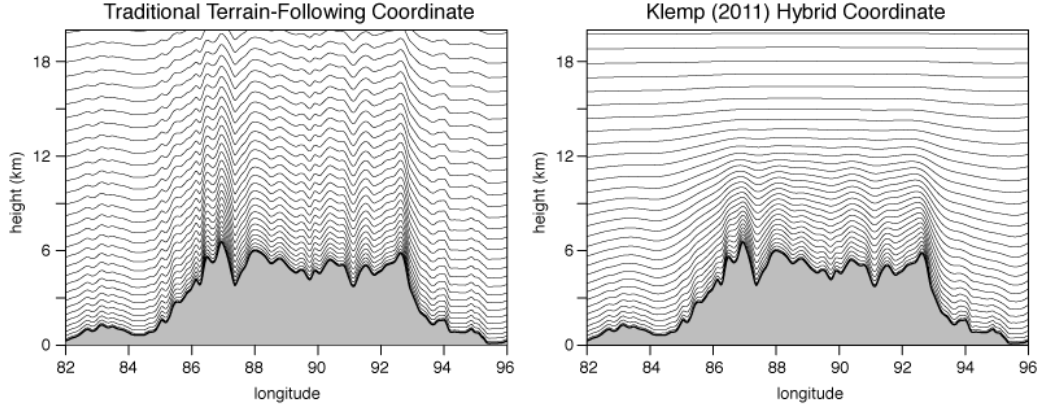 Traditional Terrain-Following Coordinate
18
12
6
0
height (km)
82 84 86 88 90 92 94 96
longitude
Klemp (2011) Hybrid Coordinate
18
12
6
0
height (km)
82 84 86 88 90 92 94 96
longitude